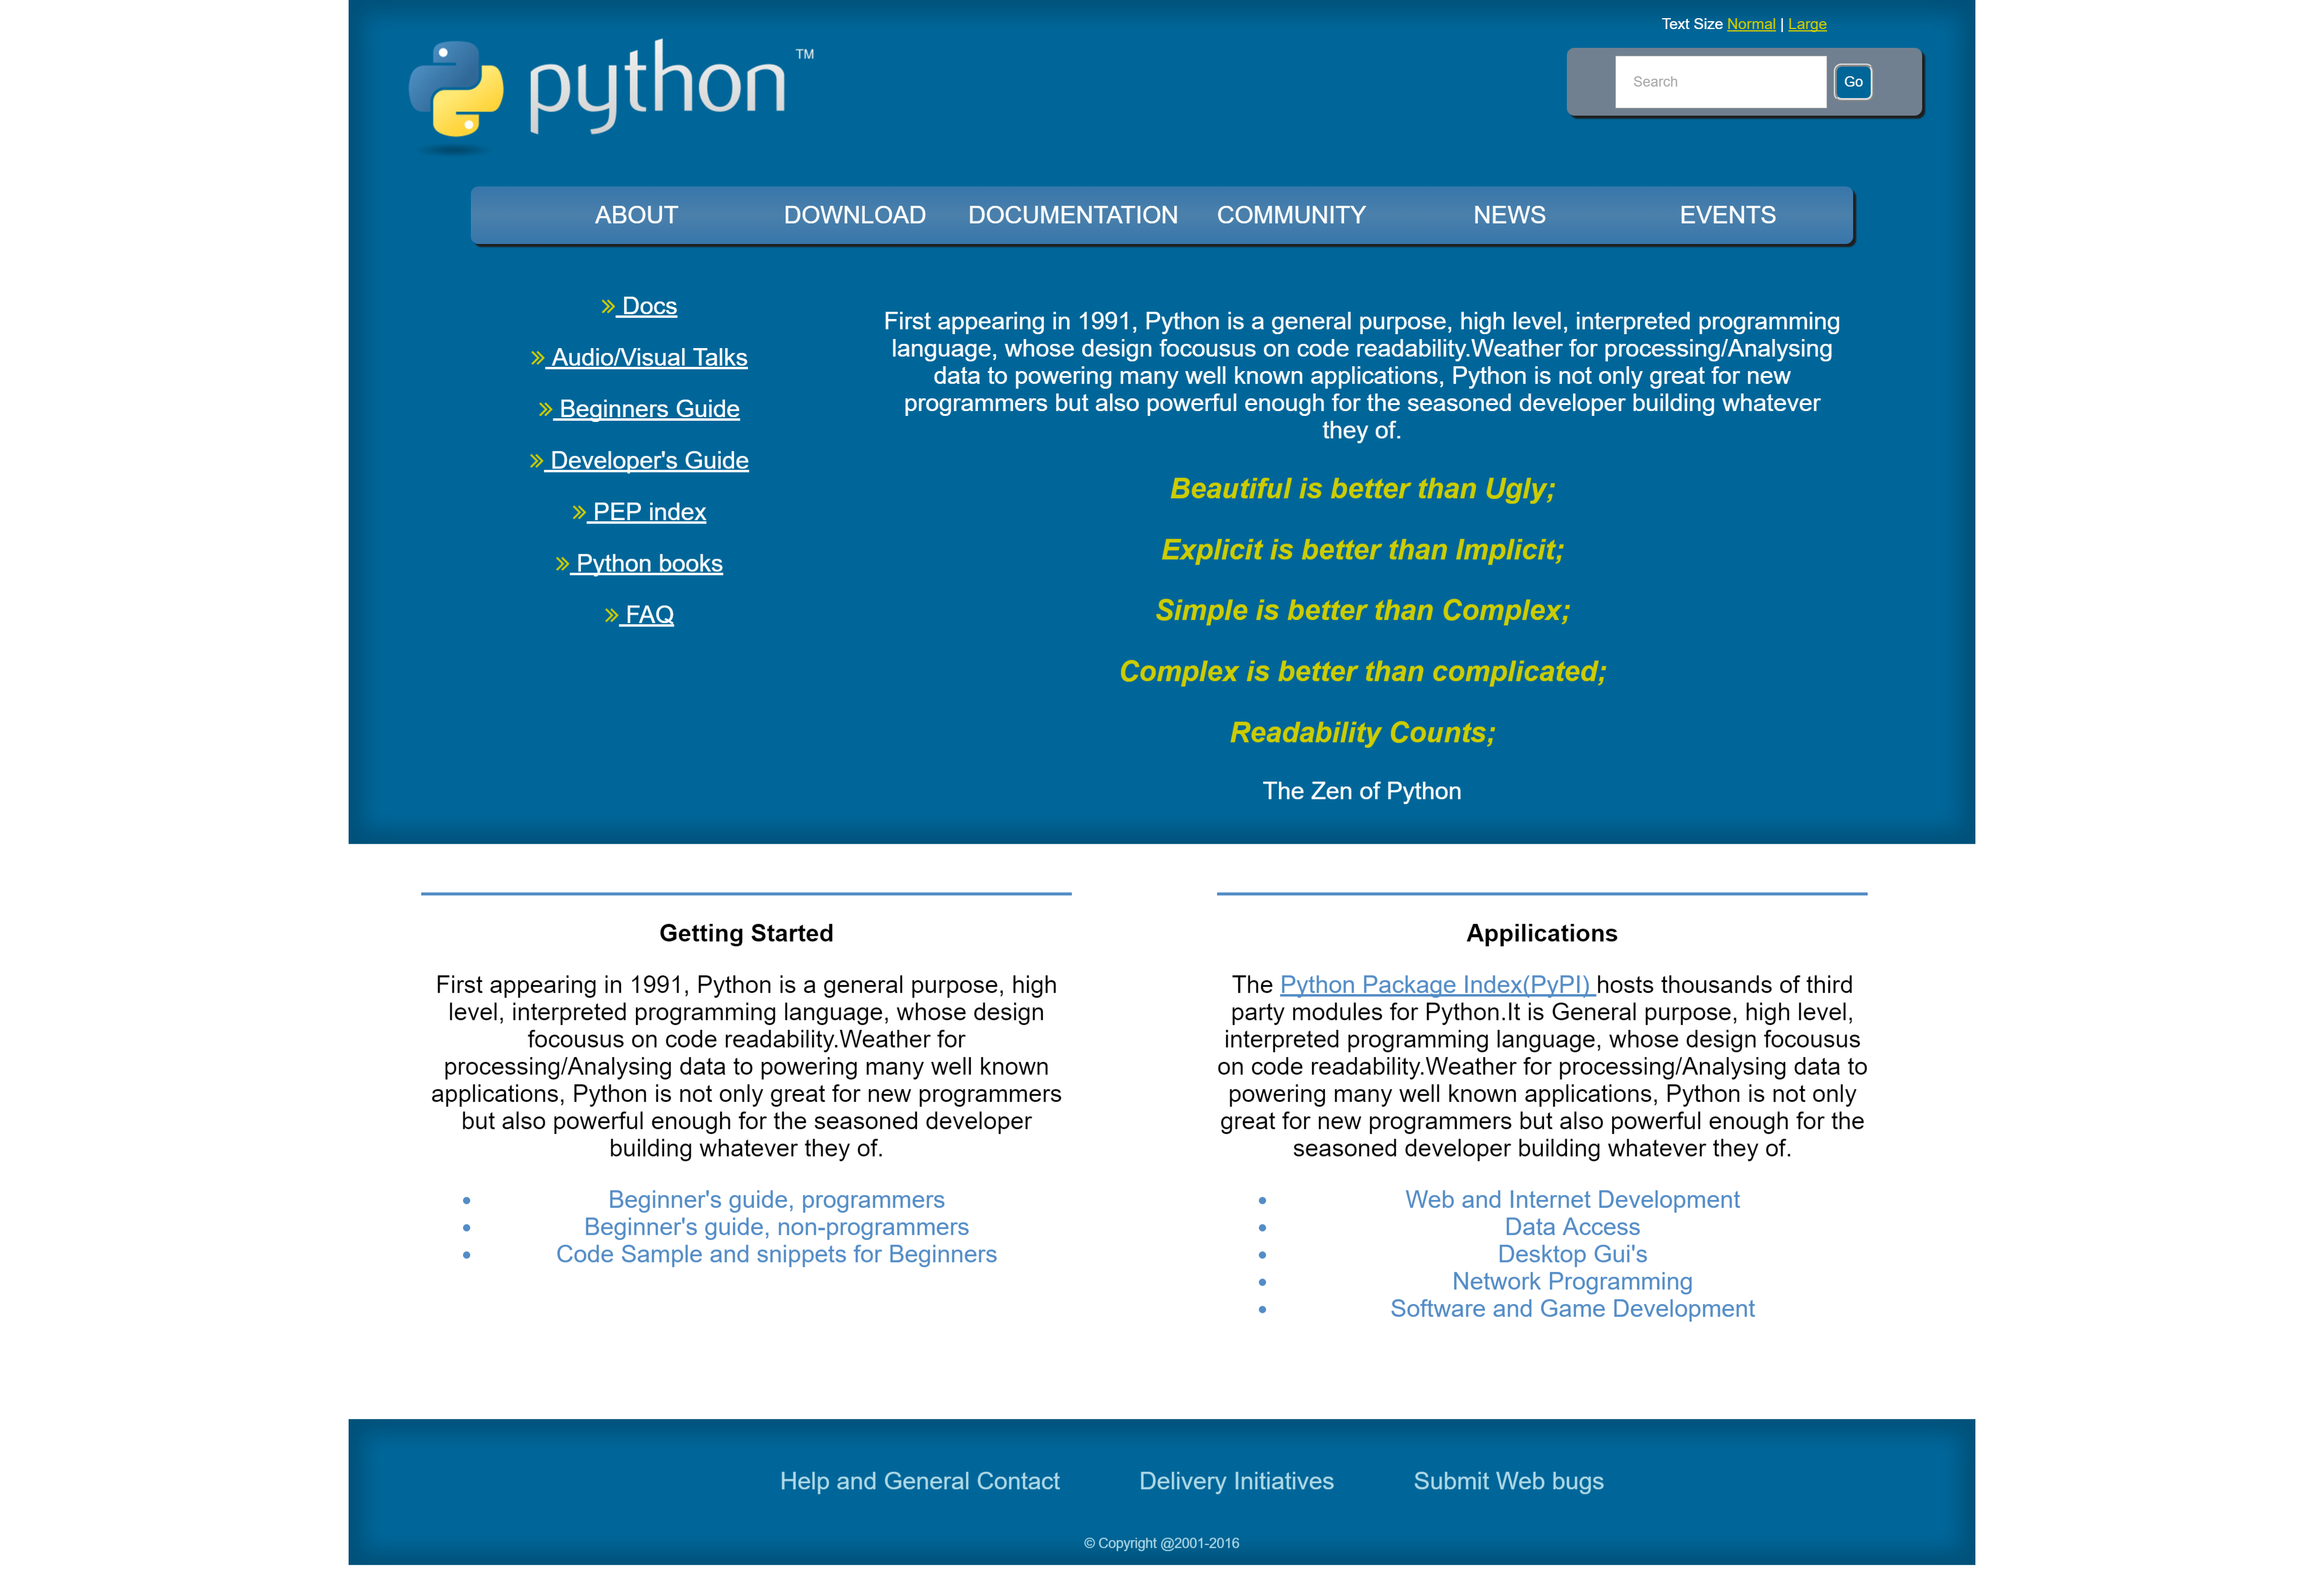 Text Size Normal | Large
python™
Search
Go
ABOUT DOWNLOAD DOCUMENTATION COMMUNITY NEWS EVENTS
» Docs
» Audio/Visual Talks
» Beginners Guide
» Developer's Guide
» PEP index
» Python books
» FAQ
First appearing in 1991, Python is a general purpose, high level, interpreted programming
language, whose design focousus on code readability.Weather for processing/Analysing
data to powering many well known applications, Python is not only great for new
programmers but also powerful enough for the seasoned developer building whatever
they of.
Beautiful is better than Ugly;
Explicit is better than Implicit;
Simple is better than Complex;
Complex is better than complicated;
Readability Counts;
The Zen of Python
Getting Started
First appearing in 1991, Python is a general purpose, high
level, interpreted programming language, whose design
focousus on code readability.Weather for
processing/Analysing data to powering many well known
applications, Python is not only great for new programmers
but also powerful enough for the seasoned developer
building whatever they of.
• Beginner's guide, programmers
• Beginner's guide, non-programmers
• Code Sample and snippets for Beginners
Appilications
The Python Package Index(PyPI) hosts thousands of third
party modules for Python.It is General purpose, high level,
interpreted programming language, whose design focousus
on code readability.Weather for processing/Analysing data to
powering many well known applications, Python is not only
great for new programmers but also powerful enough for the
seasoned developer building whatever they of.
• Web and Internet Development
• Data Access
• Desktop Gui's
• Network Programming
• Software and Game Development
Help and General Contact Delivery Initiatives Submit Web bugs
© Copyright @2001-2016